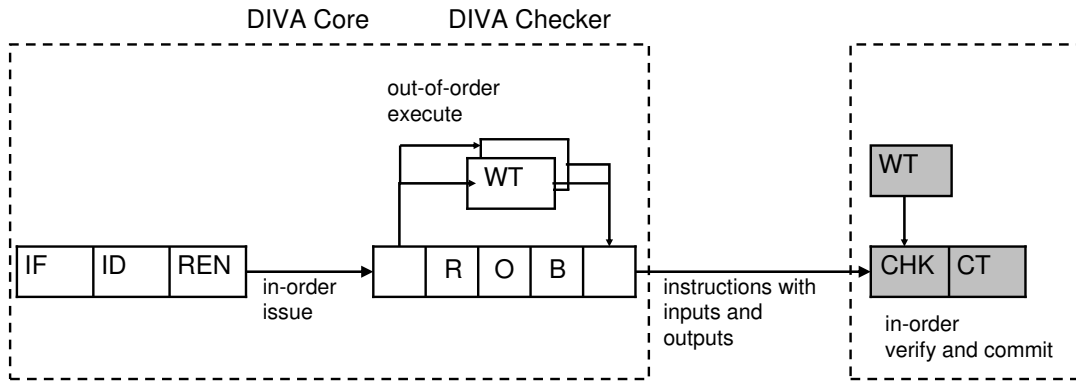 DIVA Core
DIVA Checker
out-of-order
execute
WT
WT
IF
ID
REN
R
O
B
CHK
CT
in-order
issue
instructions with
inputs and
outputs
in-order
verify and commit